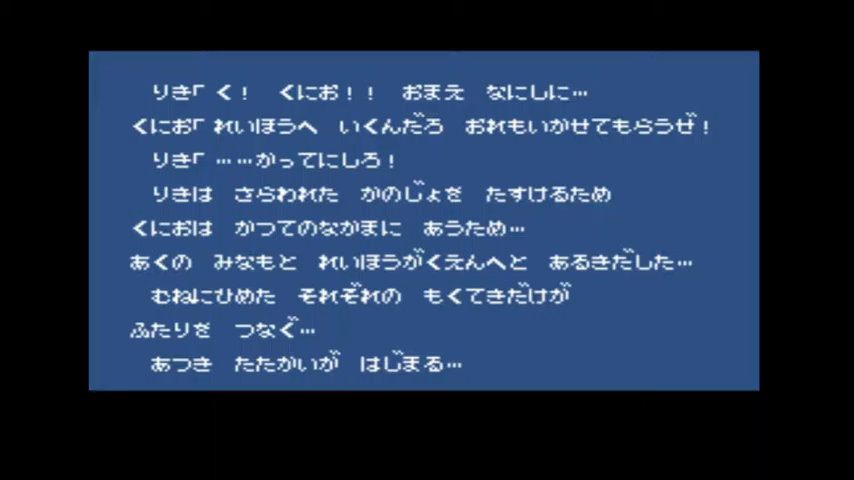 りき「く！ くにお！！ おまえ なにしに…
くにお「れいほうへ いくんだろ おれもいかせてもらうぜ！
りき「……かってにしろ！
りきは さらわれた かのじょを たすけるため
くにおは かつてのなかまに あうため…
あくの みなもと れいほうがくえんへと あるきだした…
むねにひめた それぞれの もくてきだけが
ふたりを つなぐ…
あつき たたかいが はじまる…